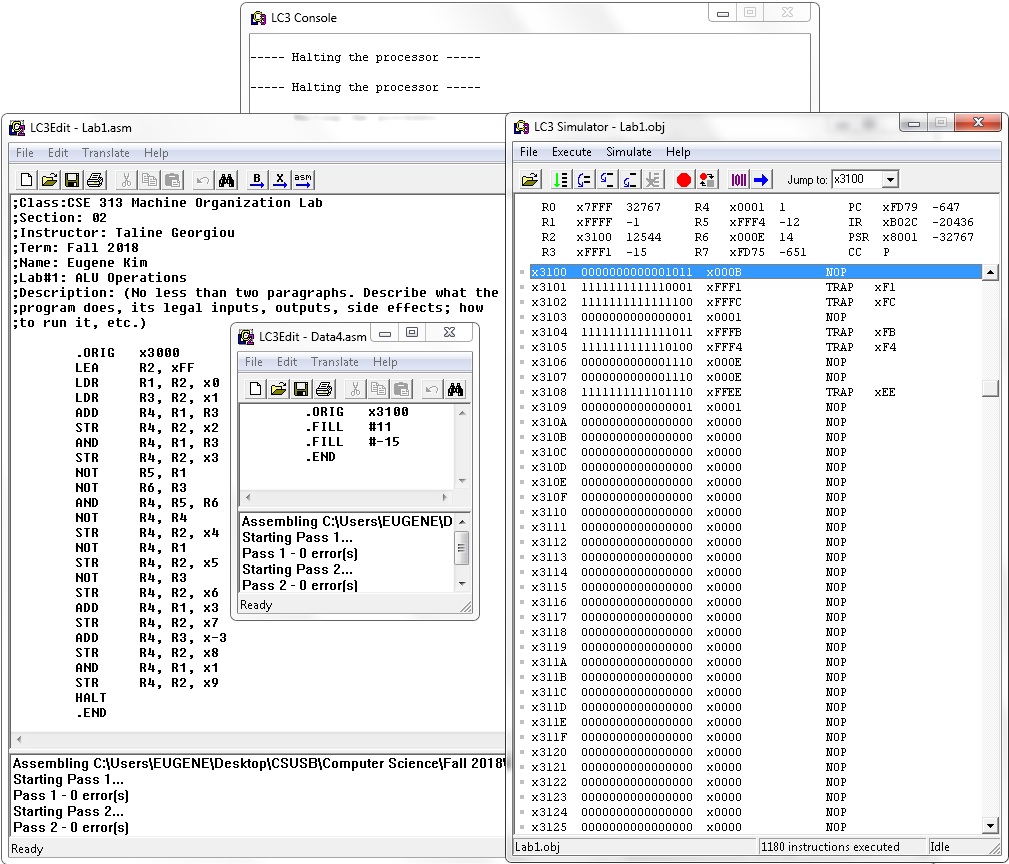 LC3 Console
----- Halting the processor -----
----- Halting the processor -----
LC3Edit - Lab1.asm
File Edit Translate Help
B X asm
;Class:CSE 313 Machine Organization Lab
;Section: 02
;Instructor: Taline Georgiou
;Term: Fall 2018
;Name: Eugene Kim
;Lab#1: ALU Operations
;Description: (No less than two paragraphs. Describe what the
;program does, its legal inputs, outputs, side effects; how
;to run it, etc.)
.ORIG x3000
LEA R2, xFF
LDR R1, R2, x0
LDR R3, R2, x1
ADD R4, R1, R3
STR R4, R2, x2
AND R4, R1, R3
STR R4, R2, x3
NOT R5, R1
NOT R6, R3
AND R4, R5, R6
NOT R4, R4
STR R4, R2, x4
NOT R4, R1
STR R4, R2, x5
NOT R4, R3
STR R4, R2, x6
ADD R4, R1, x3
STR R4, R2, x7
ADD R4, R3, x-3
STR R4, R2, x8
AND R4, R1, x1
STR R4, R2, x9
HALT
.END
Assembling C:\Users\EUGENE\Desktop\CSUSB\Computer Science\Fall 2018\
Starting Pass 1...
Pass 1 - 0 error(s)
Starting Pass 2...
Pass 2 - 0 error(s)
Ready
LC3Edit - Data4.asm
File Edit Translate Help
.ORIG x3100
.FILL #11
.FILL #-15
.END
Assembling C:\Users\EUGENE\D
Starting Pass 1...
Pass 1 - 0 error(s)
Starting Pass 2...
Pass 2 - 0 error(s)
Ready
LC3 Simulator - Lab1.obj
File Execute Simulate Help
Jump to: x3100
R0 x7FFF 32767 R4 x0001 1 PC xFD79 -647
R1 xFFFF -1 R5 xFFF4 -12 IR xB02C -20436
R2 x3100 12544 R6 x000E 14 PSR x8001 -32767
R3 xFFF1 -15 R7 xFD75 -651 CC P
x3100 0000000000001011 x000B NOP
x3101 1111111111110001 xFFF1 TRAP xF1
x3102 1111111111111100 xFFFC TRAP xFC
x3103 0000000000000001 x0001 NOP
x3104 1111111111111011 xFFFB TRAP xFB
x3105 1111111111110100 xFFF4 TRAP xF4
x3106 0000000000001110 x000E NOP
x3107 0000000000001110 x000E NOP
x3108 1111111111101110 xFFEE TRAP xEE
x3109 0000000000000001 x0001 NOP
x310A 0000000000000000 x0000 NOP
x310B 0000000000000000 x0000 NOP
x310C 0000000000000000 x0000 NOP
x310D 0000000000000000 x0000 NOP
x310E 0000000000000000 x0000 NOP
x310F 0000000000000000 x0000 NOP
x3110 0000000000000000 x0000 NOP
x3111 0000000000000000 x0000 NOP
x3112 0000000000000000 x0000 NOP
x3113 0000000000000000 x0000 NOP
x3114 0000000000000000 x0000 NOP
x3115 0000000000000000 x0000 NOP
x3116 0000000000000000 x0000 NOP
x3117 0000000000000000 x0000 NOP
x3118 0000000000000000 x0000 NOP
x3119 0000000000000000 x0000 NOP
x311A 0000000000000000 x0000 NOP
x311B 0000000000000000 x0000 NOP
x311C 0000000000000000 x0000 NOP
x311D 0000000000000000 x0000 NOP
x311E 0000000000000000 x0000 NOP
x311F 0000000000000000 x0000 NOP
x3120 0000000000000000 x0000 NOP
x3121 0000000000000000 x0000 NOP
x3122 0000000000000000 x0000 NOP
x3123 0000000000000000 x0000 NOP
x3124 0000000000000000 x0000 NOP
x3125 0000000000000000 x0000 NOP
Lab1.obj 1180 instructions executed Idle